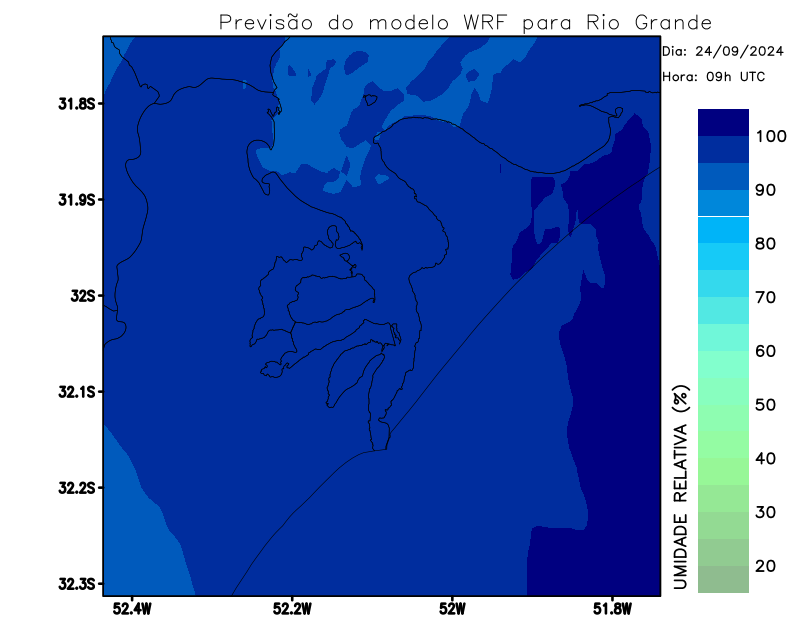 Previsão do modelo WRF para Rio Grande
Dia: 24/09/2024
Hora: 09h UTC
31.8S
31.9S
32S
32.1S
32.2S
32.3S
52.4W
52.2W
52W
51.8W
UMIDADE RELATIVA (%)
100
90
80
70
60
50
40
30
20